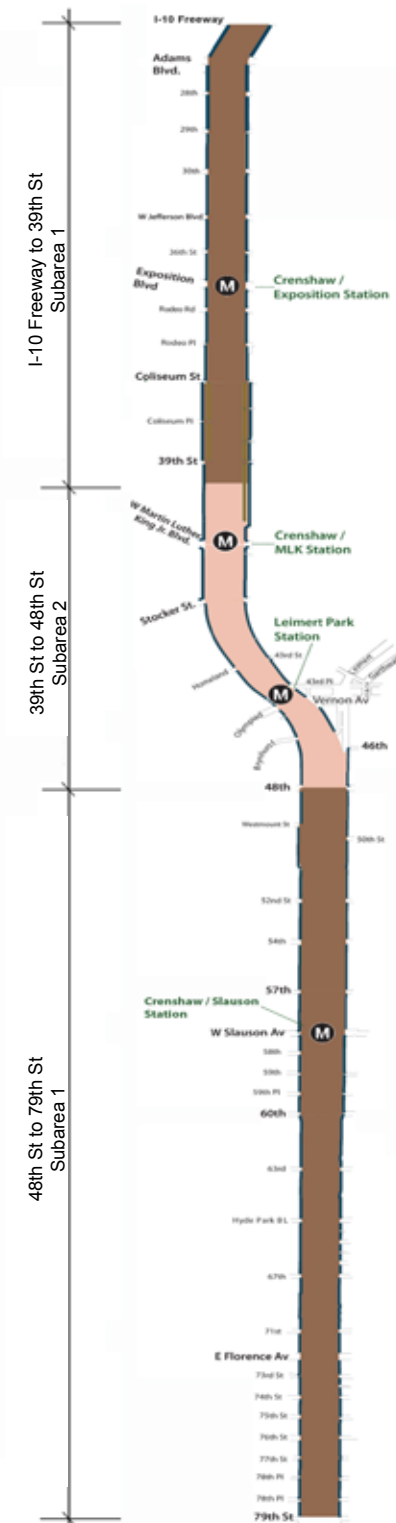 I-10 Freeway
Adams
Blvd.
28th
29th
30th
W Jefferson Blvd
36th St
Exposition
Blvd
M
Crenshaw /
Exposition Station
Rodeo Rd
Rodeo Pl
Coliseum St
Coliseum Pl
39th St
I-10 Freeway to 39th St
Subarea 1
W Martin Luther
King Jr. Blvd.
M
Crenshaw /
MLK Station
Stocker St.
Leimert Park
Station
43rd St
Homeland
M
43rd Pl
Leimert
Vernon Av
Olympiad
Brynhurst
46th
48th
39th St to 48th St
Subarea 2
Westmount St
50th St
52nd St
54th
57th
Crenshaw / Slauson
Station
W Slauson Av
M
58th
59th
59th Pl
60th
63rd
Hyde Park BL
67th
71st
E Florence Av
73rd St
74th St
75th St
76th St
77th St
78th Pl
78th Pl
79th St
48th St to 79th St
Subarea 1